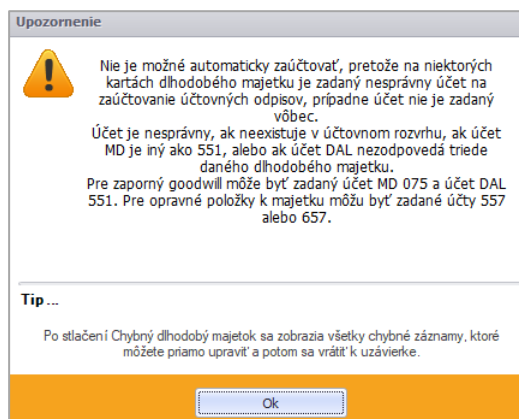 Upozornenie
Nie je možné automaticky zaúčtovať, pretože na niektorých
kartách dlhodobého majetku je zadaný nesprávny účet na
zaúčtovanie účtovných odpisov, prípadne účet nie je zadaný
vôbec.
Účet je nesprávny, ak neexistuje v účtovnom rozvrhu, ak účet
MD je iný ako 551, alebo ak účet DAL nezodpovedá triede
daného dlhodobého majetku.
Pre zaporný goodwill môže byť zadaný účet MD 075 a účet DAL
551. Pre opravné položky k majetku môžu byť zadané účty 557
alebo 657.
Tip ...
Po stlačení Chybný dlhodobý majetok sa zobrazia všetky chybné záznamy, ktoré
môžete priamo upraviť a potom sa vrátiť k uzávierke.
Ok